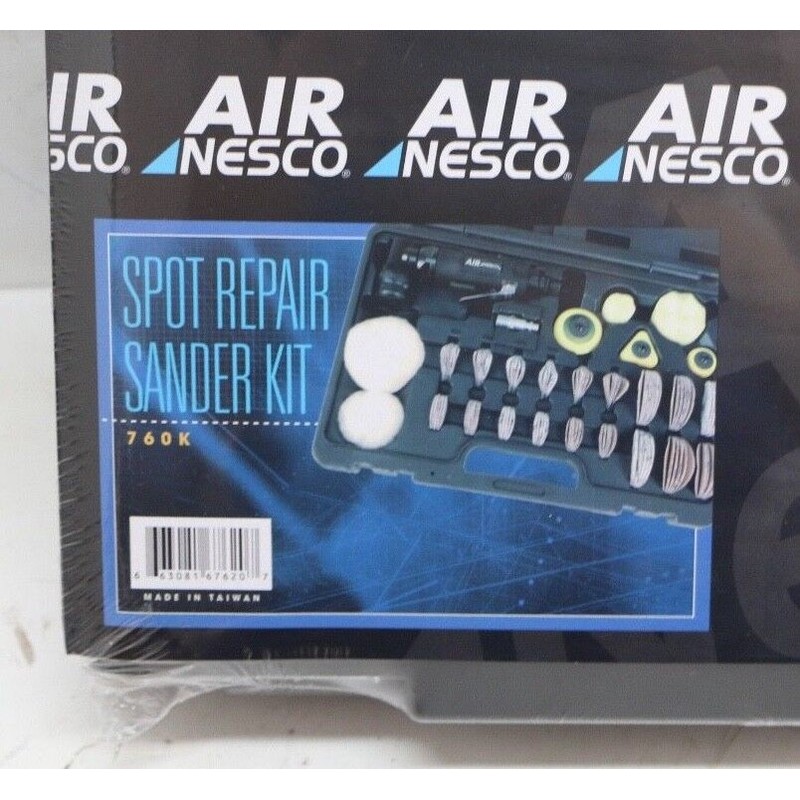 IR AIR AIR AIR
SCO® NESCO® NESCO® NESCO®
SPOT REPAIR
SANDER KIT
760K
AIR
6 63081 67620 7
MADE IN TAIWAN